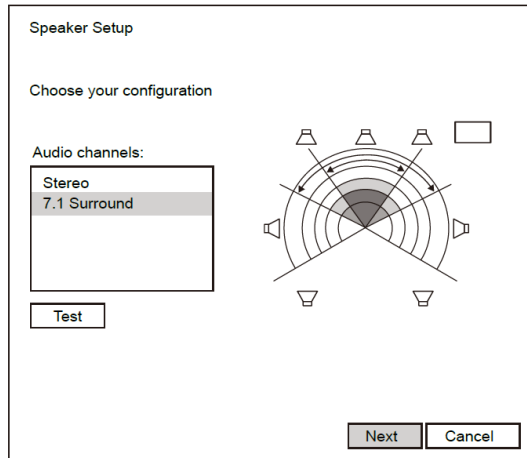 Speaker Setup
Choose your configuration
Audio channels:
Stereo
7.1 Surround
Test
Next
Cancel